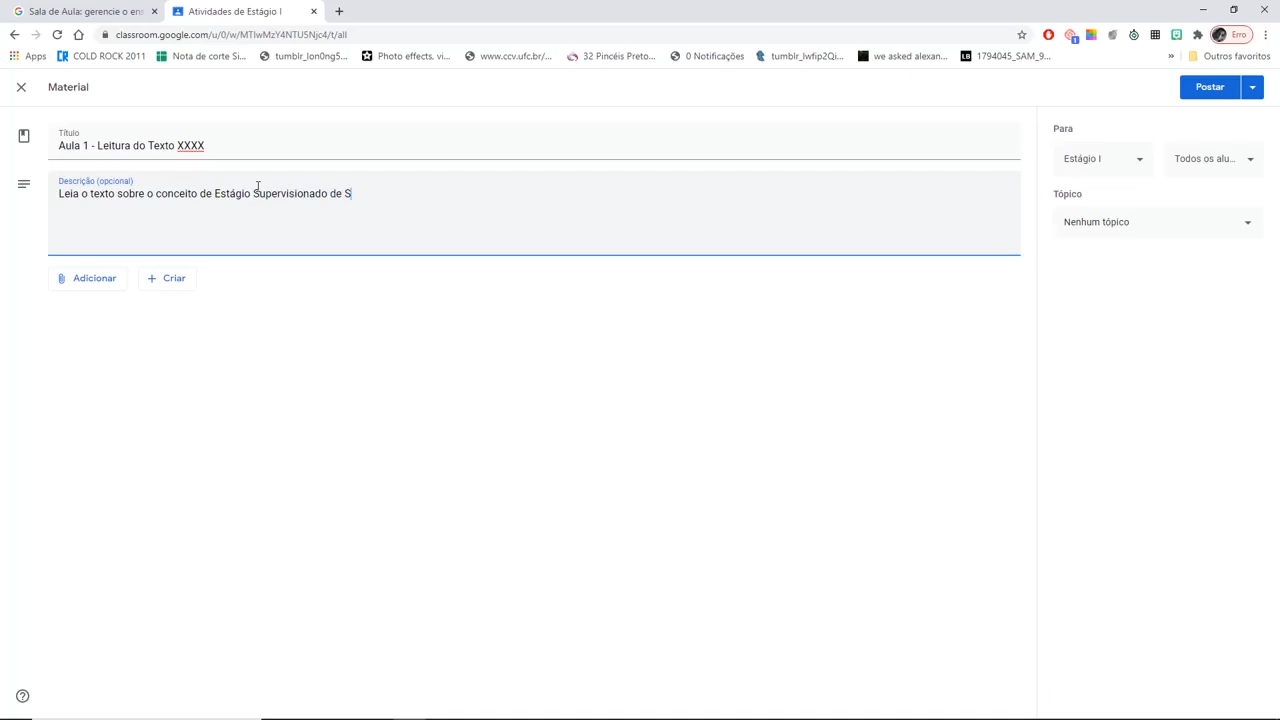 Sala de Aula: gerencie o ens
Atividades de Estágio I
classroom.google.com/u/0/w/MTIwMzY4NTU5Njc4/t/all
1
Erro
Apps
COLD ROCK 2011
Nota de corte Si...
tumblr_lon0ng5...
Photo effects, vi...
www.ccv.ufc.br/...
32 Pincéis Preto...
0 Notificações
tumblr_lwfip2Qi...
we asked alexan...
LB
1794045_SAM_9...
»
Outros favoritos
Material
Postar
Título
Aula 1 - Leitura do Texto XXXX
Descrição (opcional)
Leia o texto sobre o conceito de Estágio Supervisionado de S
Adicionar
Criar
Para
Estágio I
Todos os alu...
Tópico
Nenhum tópico